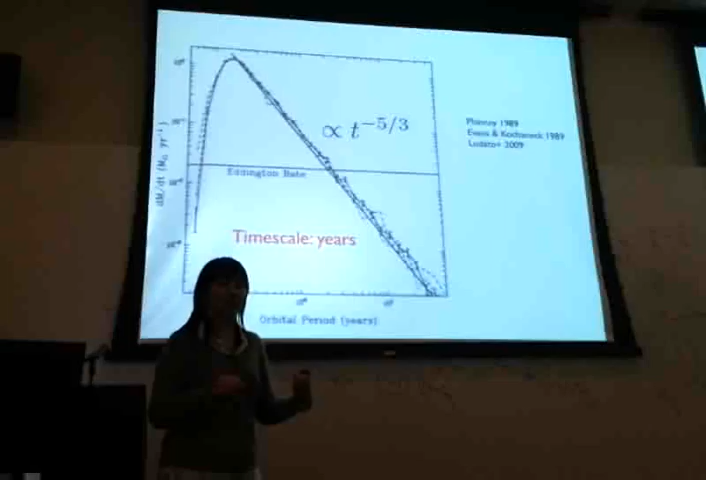 ∝ t^{-5/3}
Phinney 1989
Evans & Kochaneck 1989
Lodato+ 2009
dM/dt (M⊙ yr⁻¹)
Eddington Rate
Timescale: years
Orbital Period (years)